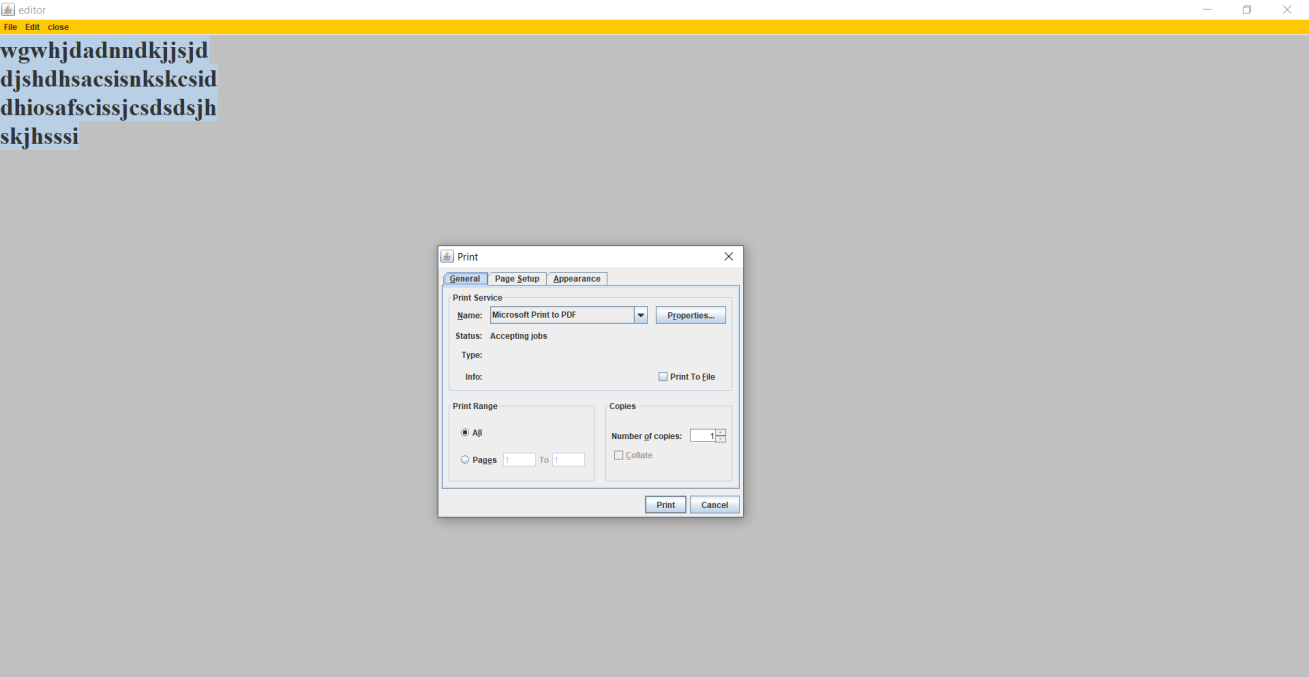 editor
File Edit close
wgwhjdadnndkjjsjd
djshdhsacsisnkskcsid
dhiosafscissjcsdsdsjh
skjhsssi
Print
General Page Setup Appearance
Print Service
Name: Microsoft Print to PDF Properties...
Status: Accepting jobs
Type:
Info: Print To File
Print Range
All
Pages 1 To 1
Copies
Number of copies: 1
Collate
Print Cancel